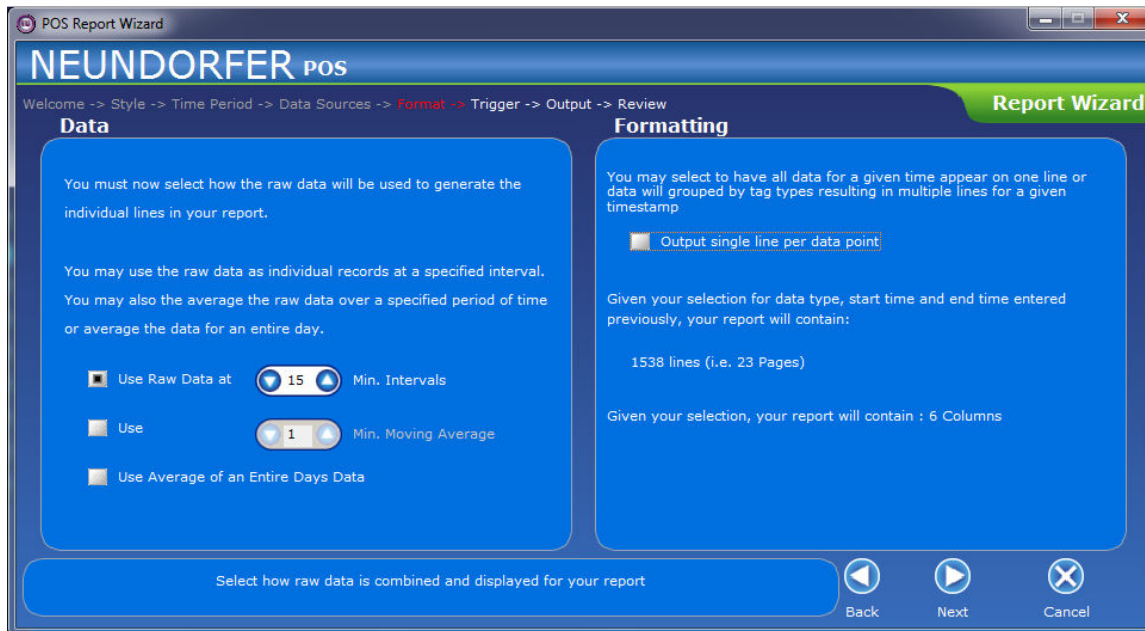 POS Report Wizard
NEUNDORFER POS
Welcome -> Style -> Time Period -> Data Sources -> Format -> Trigger -> Output -> Review
Report Wizard
Data
You must now select how the raw data will be used to generate the
individual lines in your report.
You may use the raw data as individual records at a specified interval.
You may also the average the raw data over a specified period of time
or average the data for an entire day.
Use Raw Data at 15 Min. Intervals
Use 1 Min. Moving Average
Use Average of an Entire Days Data
Formatting
You may select to have all data for a given time appear on one line or
data will grouped by tag types resulting in multiple lines for a given
timestamp
Output single line per data point
Given your selection for data type, start time and end time entered
previously, your report will contain:
1538 lines (i.e. 23 Pages)
Given your selection, your report will contain : 6 Columns
Select how raw data is combined and displayed for your report
Back Next Cancel